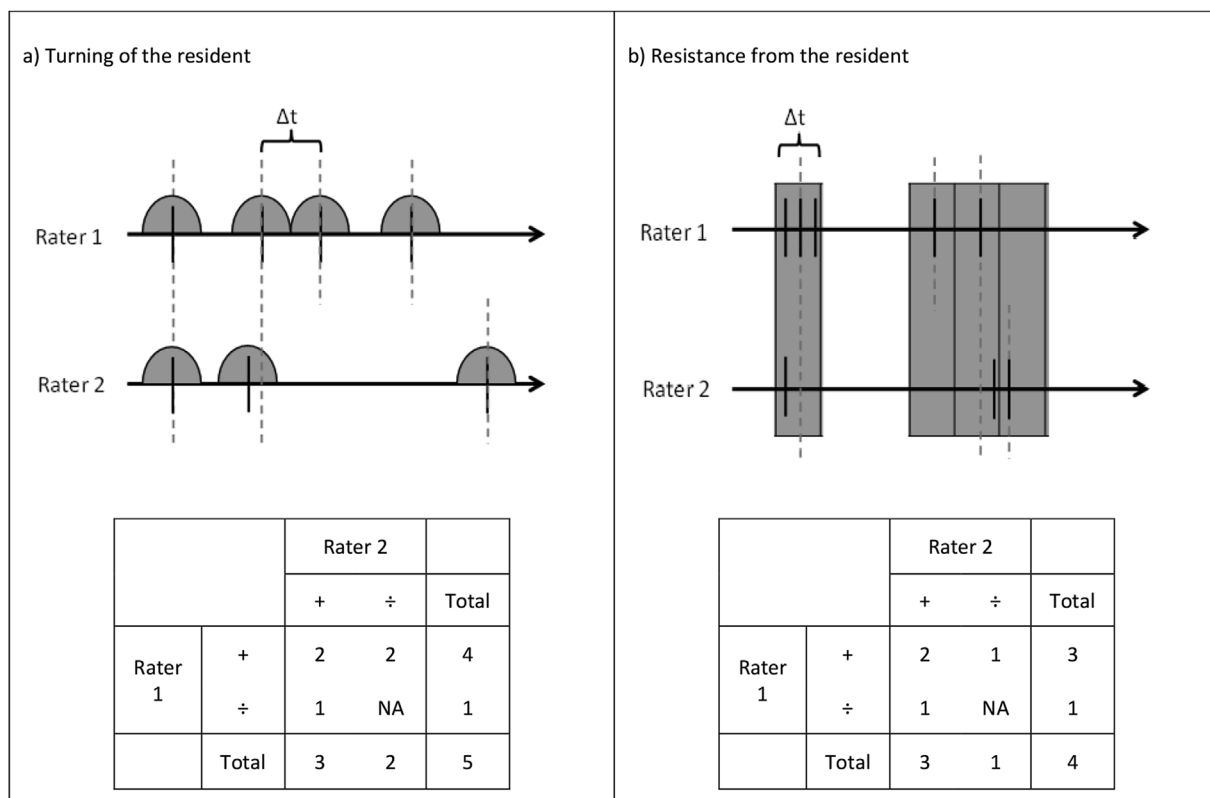 a) Turning of the resident
Δt
Rater 1
Rater 2
Rater 2
+ ÷ Total
Rater 1 + 2 2 4
÷ 1 NA 1
Total 3 2 5
b) Resistance from the resident
Δt
Rater 1
Rater 2
Rater 2
+ ÷ Total
Rater 1 + 2 1 3
÷ 1 NA 1
Total 3 1 4